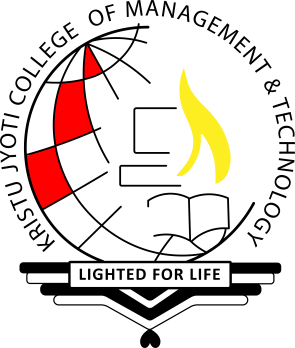 KRISTU JYOTI COLLEGE OF MANAGEMENT & TECHNOLOGY
LIGHTED FOR LIFE